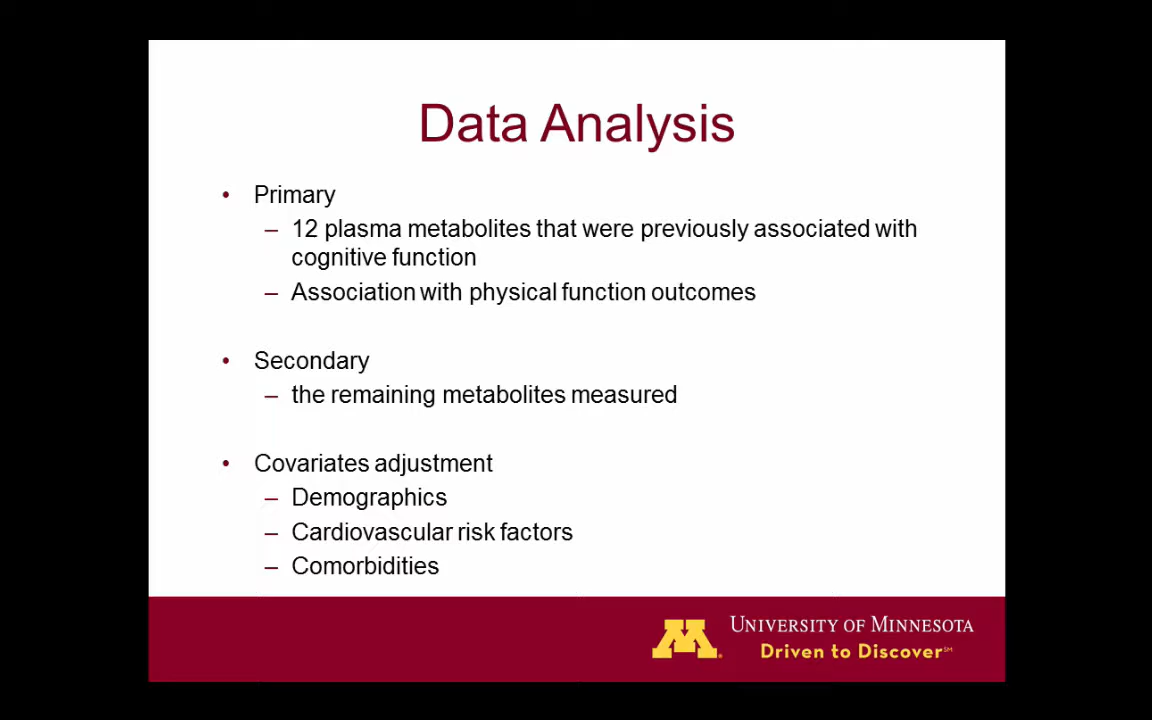 Data Analysis
• Primary
– 12 plasma metabolites that were previously associated with
cognitive function
– Association with physical function outcomes
• Secondary
– the remaining metabolites measured
• Covariates adjustment
– Demographics
– Cardiovascular risk factors
– Comorbidities
M
UNIVERSITY OF MINNESOTA
Driven to Discover℠